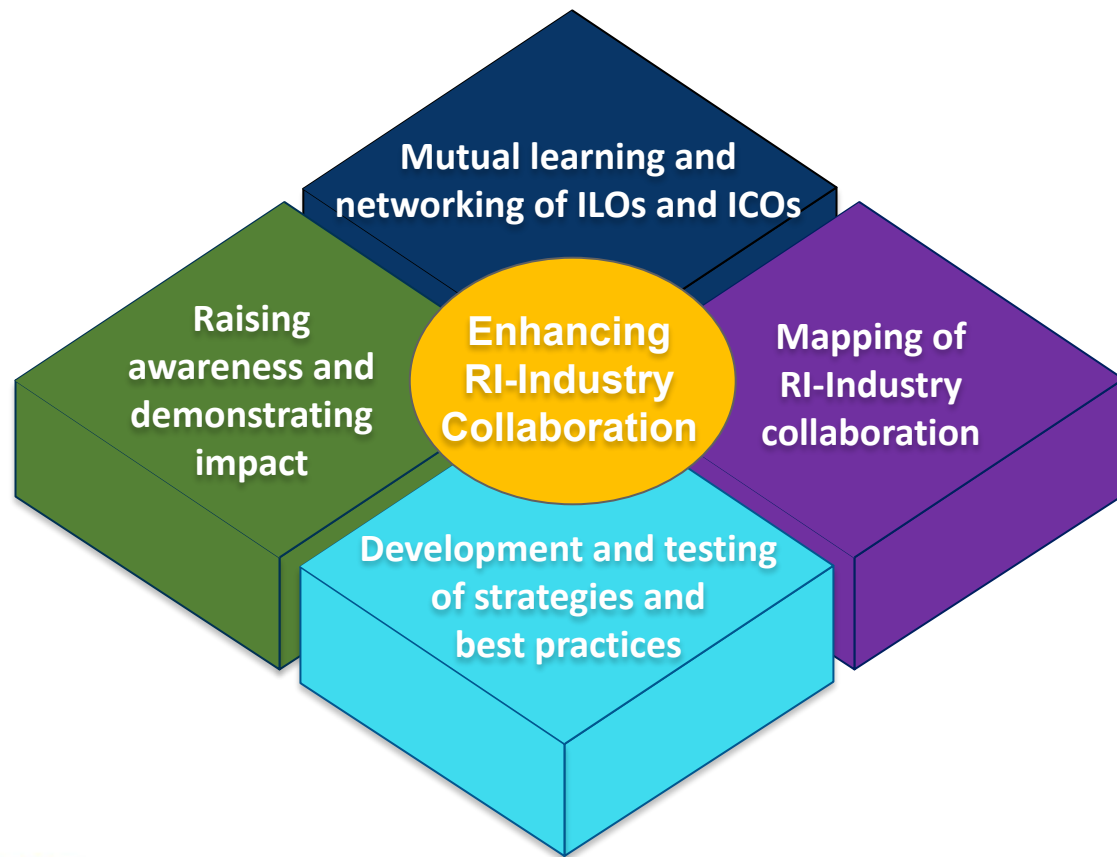 Mutual learning and
networking of ILOs and ICOs
Raising
awareness and
demonstrating
impact
Enhancing
RI-Industry
Collaboration
Mapping of
RI-Industry
collaboration
Development and testing
of strategies and
best practices